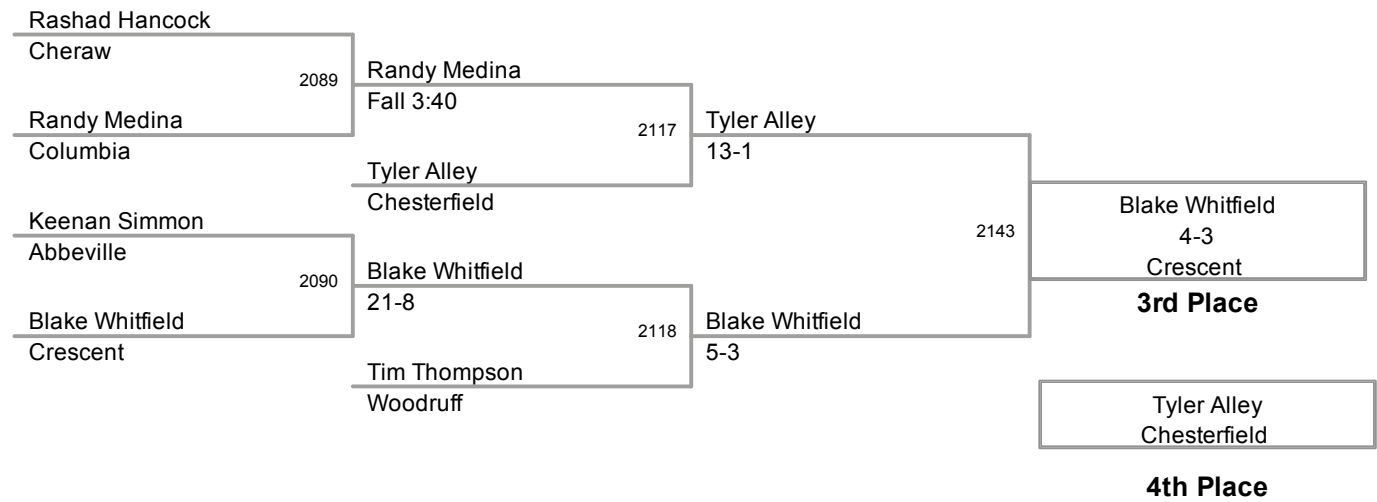 Rashad Hancock
Cheraw
2089
Randy Medina
Columbia
Randy Medina
Fall 3:40
2117
Tyler Alley
Chesterfield
Keenan Simmon
Abbeville
2090
Blake Whitfield
Crescent
Blake Whitfield
21-8
2118
Tim Thompson
Woodruff
Tyler Alley
13-1
2143
Blake Whitfield
5-3
Blake Whitfield
4-3
Crescent
3rd Place
Tyler Alley
Chesterfield
4th Place